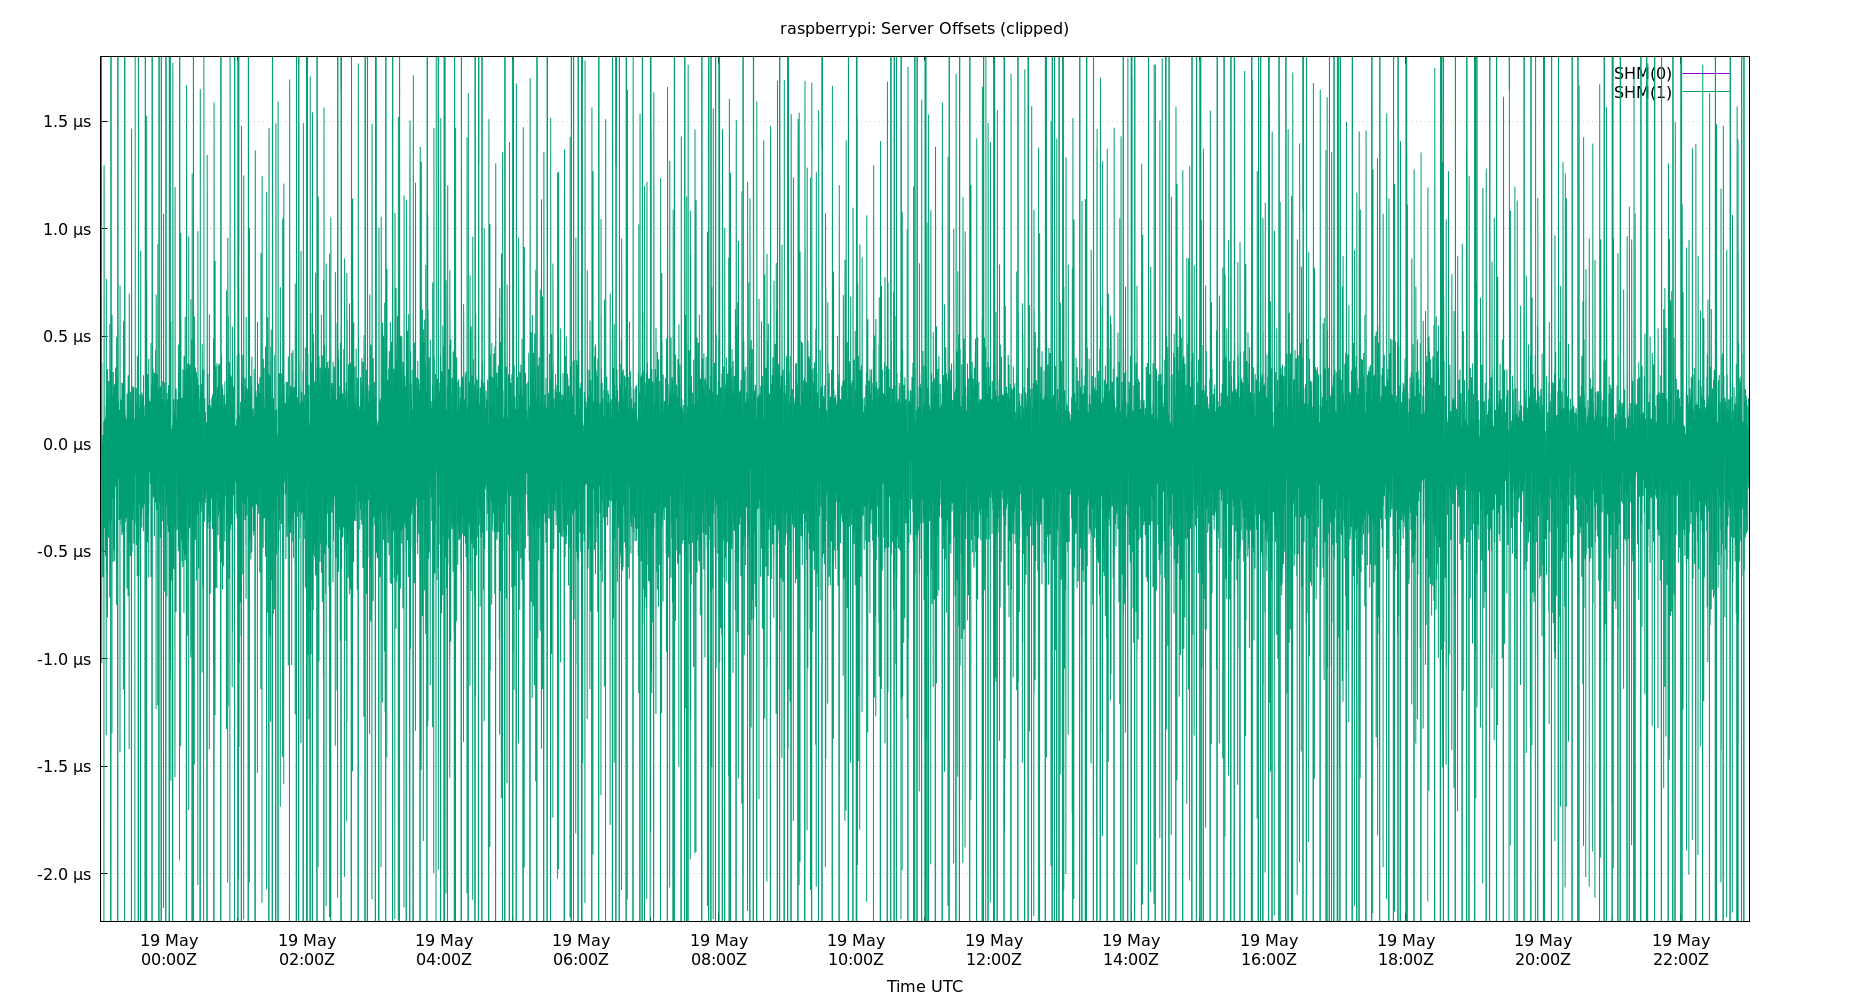 raspberrypi: Server Offsets (clipped)
SHM(0)
SHM(1)
1.5 μs
1.0 μs
0.5 μs
0.0 μs
-0.5 μs
-1.0 μs
-1.5 μs
-2.0 μs
19 May 19 May 19 May 19 May 19 May 19 May 19 May 19 May 19 May 19 May 19 May 19 May
00:00Z 02:00Z 04:00Z 06:00Z 08:00Z 10:00Z 12:00Z 14:00Z 16:00Z 18:00Z 20:00Z 22:00Z
Time UTC